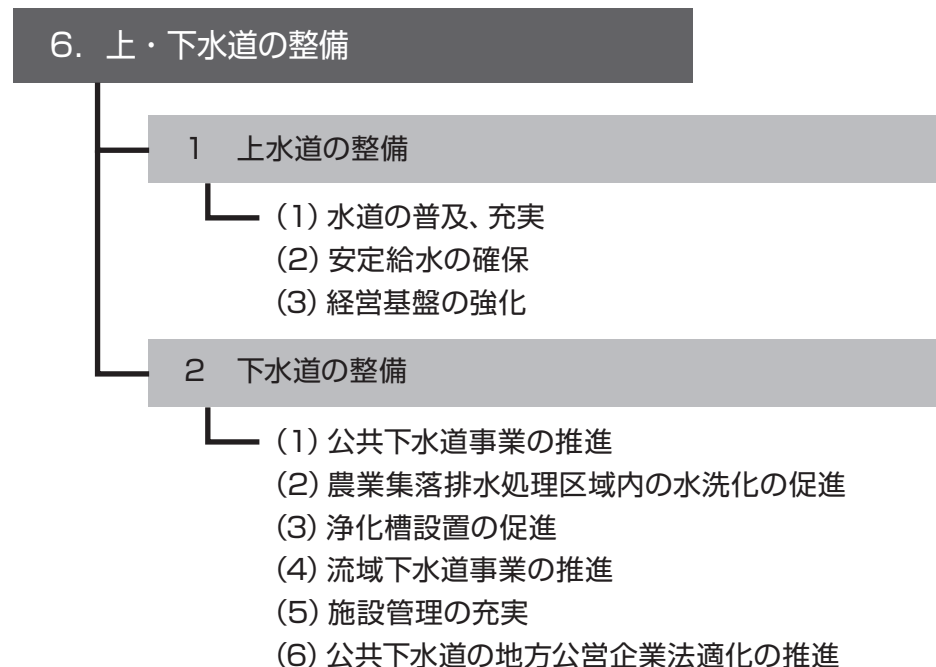 6．上・下水道の整備
1　上水道の整備
（1）水道の普及、充実
（2）安定給水の確保
（3）経営基盤の強化
2　下水道の整備
（1）公共下水道事業の推進
（2）農業集落排水処理区域内の水洗化の促進
（3）浄化槽設置の促進
（4）流域下水道事業の推進
（5）施設管理の充実
（6）公共下水道の地方公営企業法適化の推進